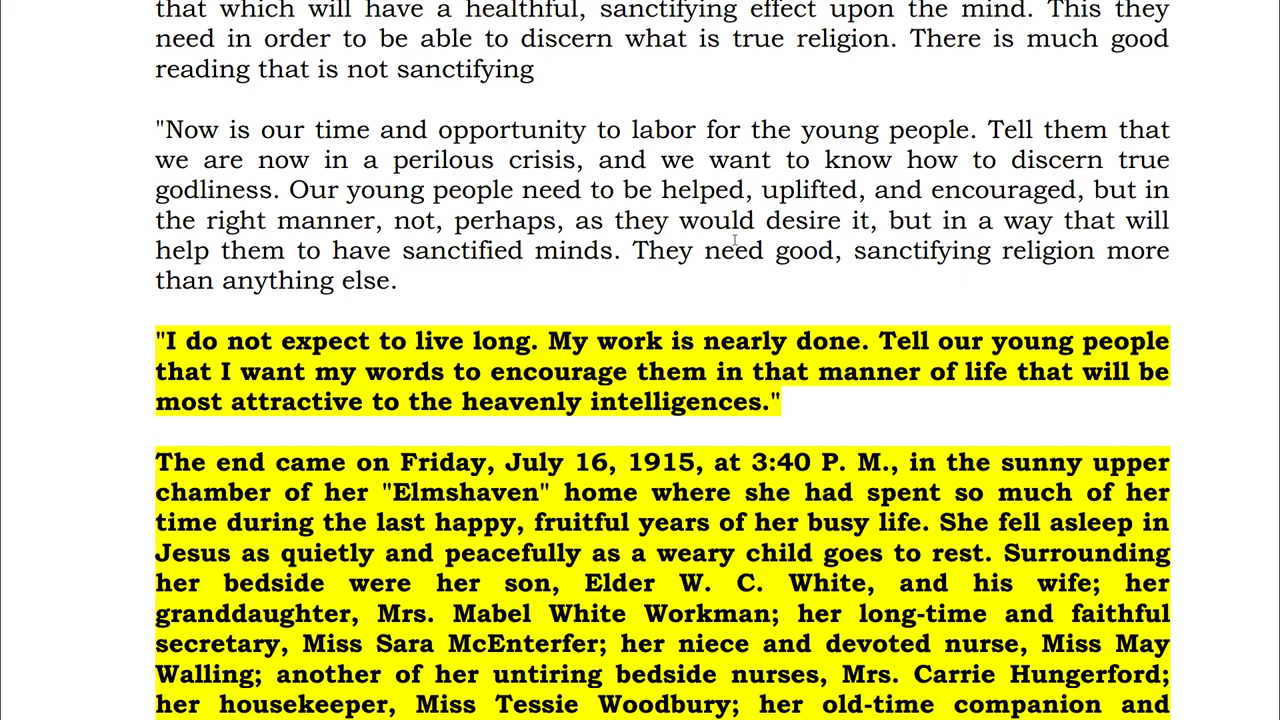 that which will have a healthful, sanctifying effect upon the mind. This they
need in order to be able to discern what is true religion. There is much good
reading that is not sanctifying
"Now is our time and opportunity to labor for the young people. Tell them that
we are now in a perilous crisis, and we want to know how to discern true
godliness. Our young people need to be helped, uplifted, and encouraged, but in
the right manner, not, perhaps, as they would desire it, but in a way that will
help them to have sanctified minds. They need good, sanctifying religion more
than anything else.
"I do not expect to live long. My work is nearly done. Tell our young people
that I want my words to encourage them in that manner of life that will be
most attractive to the heavenly intelligences."
The end came on Friday, July 16, 1915, at 3:40 P. M., in the sunny upper
chamber of her "Elmshaven" home where she had spent so much of her
time during the last happy, fruitful years of her busy life. She fell asleep in
Jesus as quietly and peacefully as a weary child goes to rest. Surrounding
her bedside were her son, Elder W. C. White, and his wife; her
granddaughter, Mrs. Mabel White Workman; her long-time and faithful
secretary, Miss Sara McEnterfer; her niece and devoted nurse, Miss May
Walling; another of her untiring bedside nurses, Mrs. Carrie Hungerford;
her housekeeper, Miss Tessie Woodbury; her old-time companion and